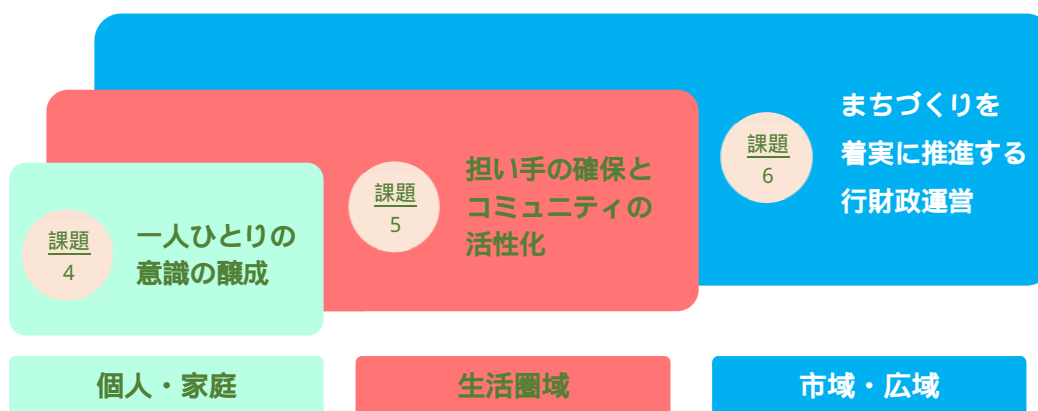 課題
4
一人ひとりの
意識の醸成
課題
5
担い手の確保と
コミュニティの
活性化
課題
6
まちづくりを
着実に推進する
行財政運営
個人・家庭
生活圏域
市域・広域